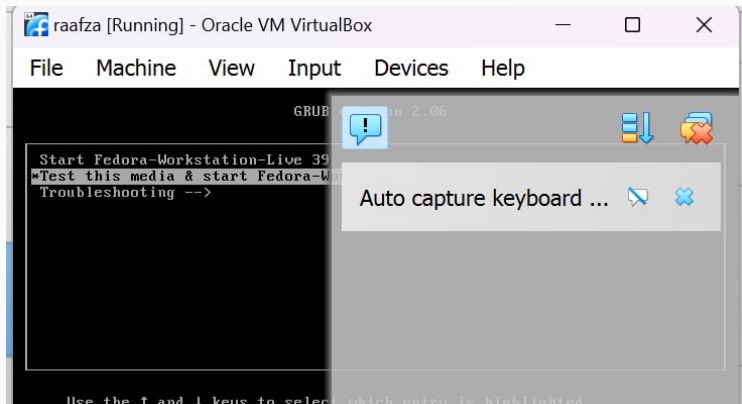 raafza [Running] - Oracle VM VirtualBox
File Machine View Input Devices Help
GRUB version 2.06
Start Fedora-Workstation-Live 39
*Test this media & start Fedora-Wo
Troubleshooting -->
Auto capture keyboard ...
Use the ↑ and ↓ keys to select which entry is highlighted